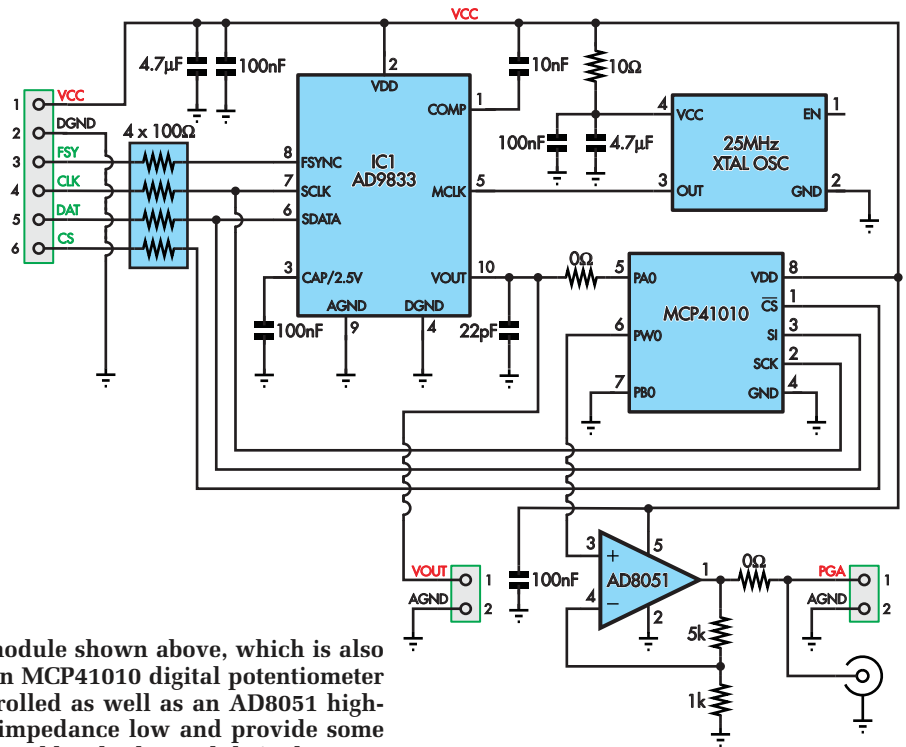 VCC
4.7µF
100nF
2
VDD
10nF
10Ω
1
VCC
2
DGND
3
FSY
4
CLK
5
DAT
6
CS
4 x 100Ω
COMP
1
IC1
AD9833
8
FSYNC
7
SCLK
6
SDATA
MCLK
5
3
CAP/2.5V
VOUT
10
AGND
9
DGND
4
100nF
22pF
100nF
4.7µF
4
VCC
EN
1
25MHz
XTAL OSC
3
OUT
GND
2
0Ω
5
PA0
VDD
8
MCP41010
CS
1
6
PW0
SI
3
SCK
2
7
PB0
GND
4
VOUT
1
AGND
2
100nF
3
+
5
AD8051
1
4
−
2
0Ω
5k
1k
PGA
1
AGND
2
module shown above, which is also
n MCP41010 digital potentiometer
rolled as well as an AD8051 high-
impedance low and provide some